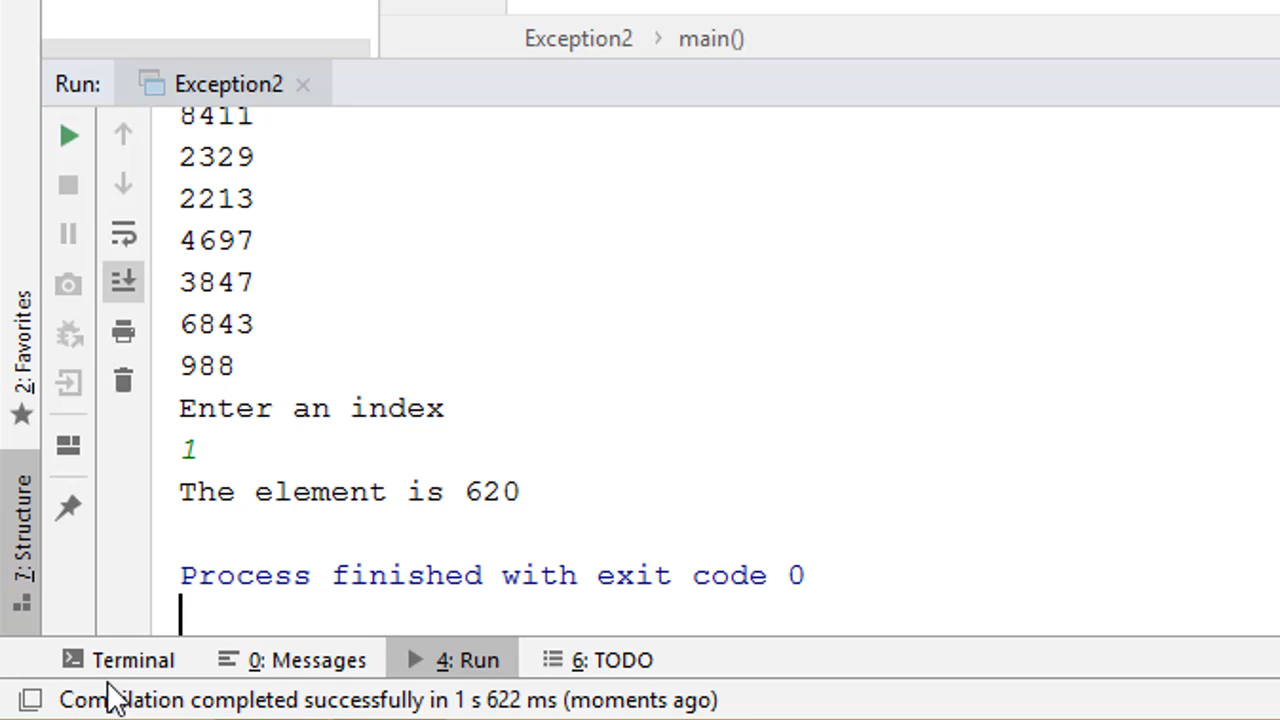 Exception2 > main()
Run: Exception2
8411
2329
2213
4697
3847
6843
988
Enter an index
1
The element is 620
Process finished with exit code 0
2: Favorites
7: Structure
Terminal 0: Messages 4: Run 6: TODO
Compilation completed successfully in 1 s 622 ms (moments ago)